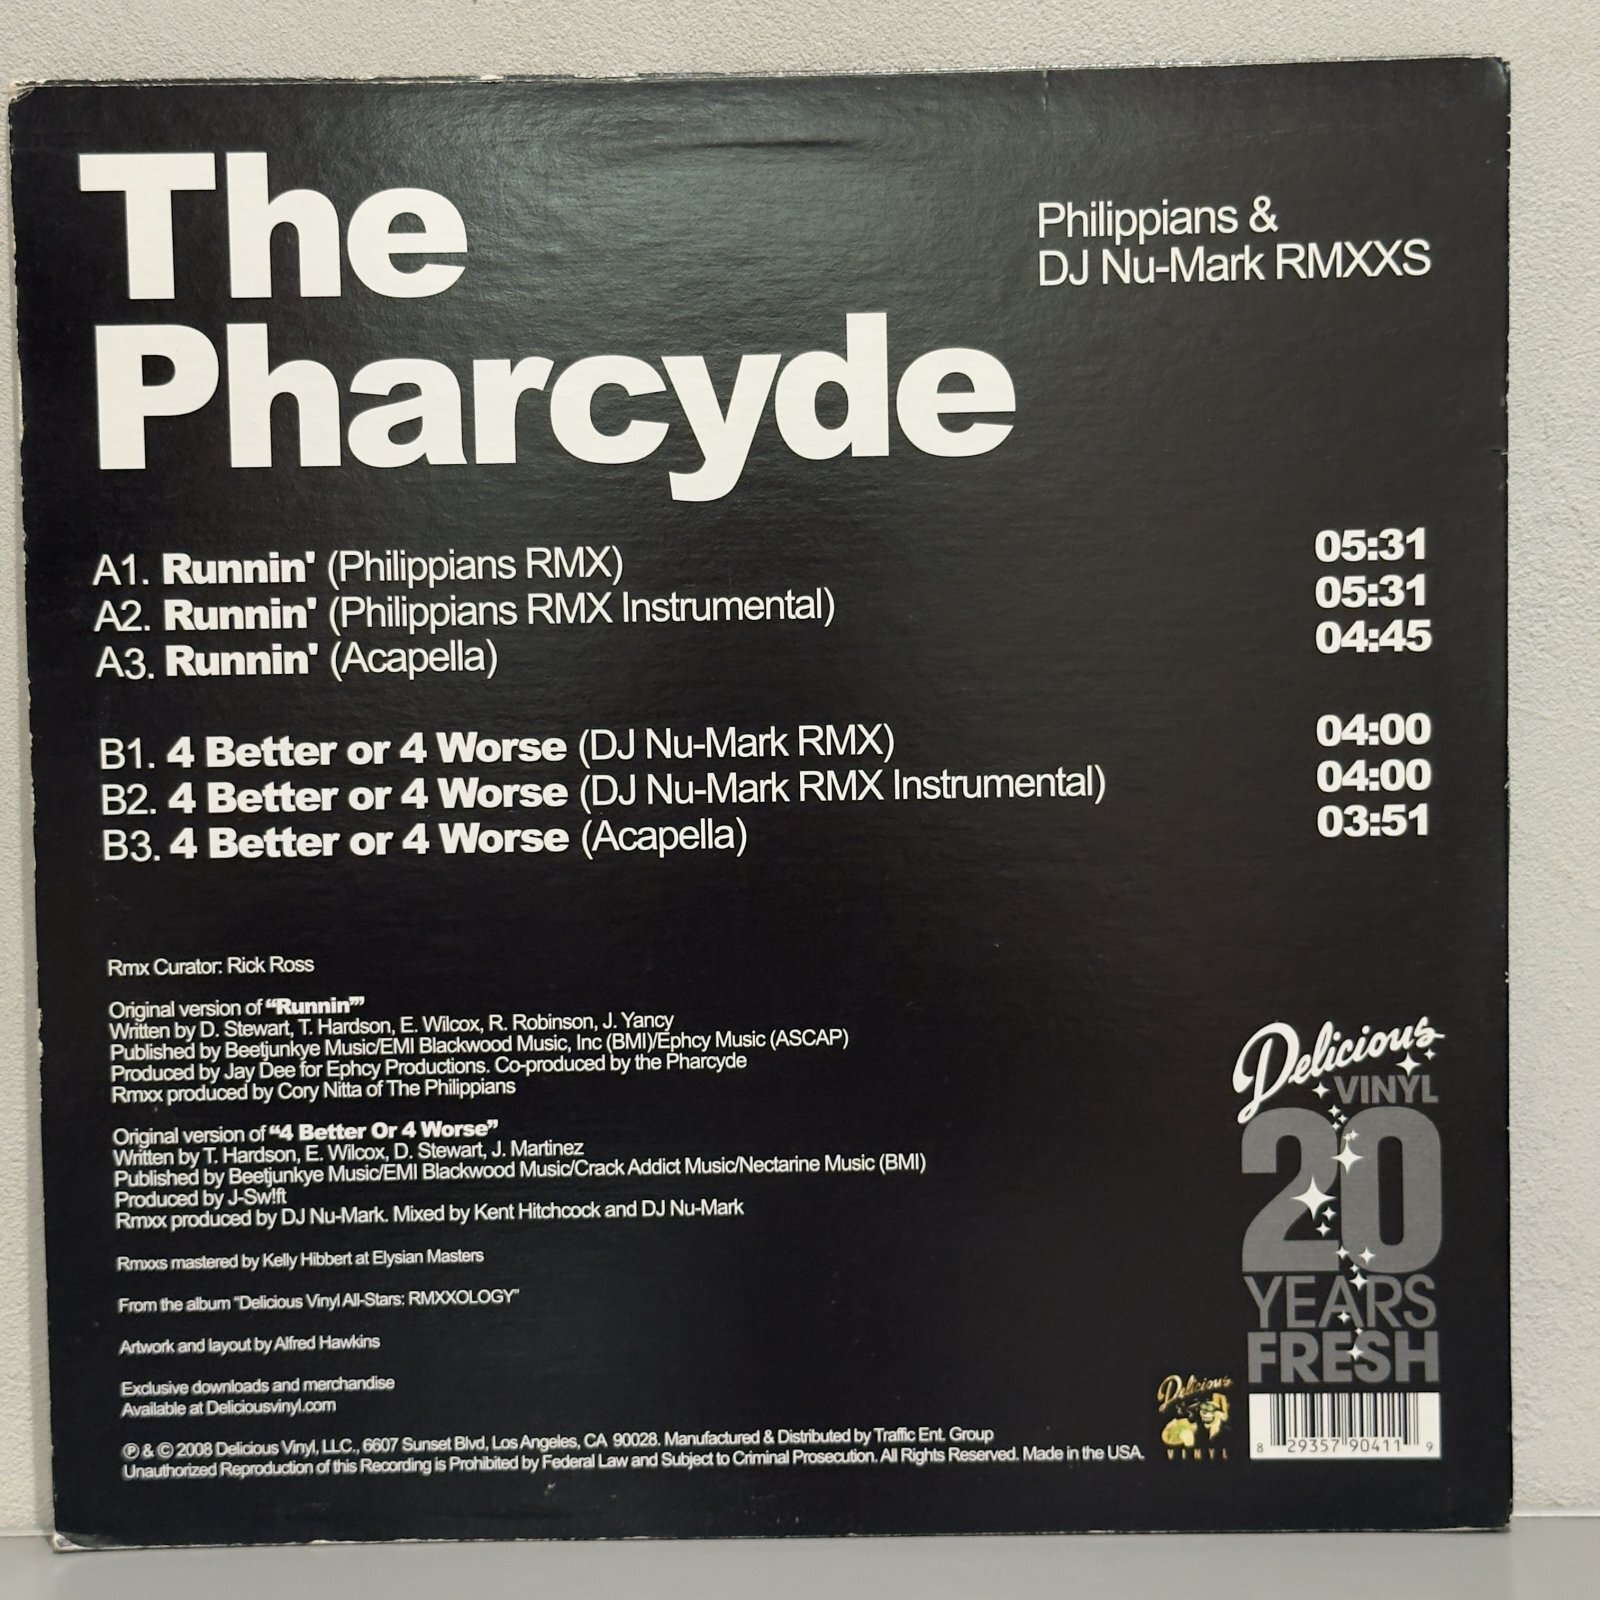 The
Pharcyde
Philippians &
DJ Nu-Mark RMXXS
A1. Runnin' (Philippians RMX) 05:31
A2. Runnin' (Philippians RMX Instrumental) 05:31
A3. Runnin' (Acapella) 04:45
B1. 4 Better or 4 Worse (DJ Nu-Mark RMX) 04:00
B2. 4 Better or 4 Worse (DJ Nu-Mark RMX Instrumental) 04:00
B3. 4 Better or 4 Worse (Acapella) 03:51
Rmx Curator: Rick Ross
Original version of “Runnin'”
Written by D. Stewart, T. Hardson, E. Wilcox, R. Robinson, J. Yancy
Published by Beetjunkye Music/EMI Blackwood Music, Inc (BMI)/Ephcy Music (ASCAP)
Produced by Jay Dee for Ephcy Productions. Co-produced by the Pharcyde
Rmxx produced by Cory Nitta of The Philippians
Original version of “4 Better Or 4 Worse”
Written by T. Hardson, E. Wilcox, D. Stewart, J. Martinez
Published by Beetjunkye Music/EMI Blackwood Music/Crack Addict Music/Nectarine Music (BMI)
Produced by J-Sw!ft
Rmxx produced by DJ Nu-Mark. Mixed by Kent Hitchcock and DJ Nu-Mark
Rmxxs mastered by Kelly Hibbert at Elysian Masters
From the album “Delicious Vinyl All-Stars: RMXXOLOGY”
Artwork and layout by Alfred Hawkins
Exclusive downloads and merchandise
Available at Deliciousvinyl.com
℗ & © 2008 Delicious Vinyl, LLC., 6607 Sunset Blvd, Los Angeles, CA 90028. Manufactured & Distributed by Traffic Ent. Group
Unauthorized Reproduction of this Recording is Prohibited by Federal Law and Subject to Criminal Prosecution. All Rights Reserved. Made in the USA.
Delicious
VINYL
20
YEARS
FRESH
Delicious
VINYL
8 29357 90411 9